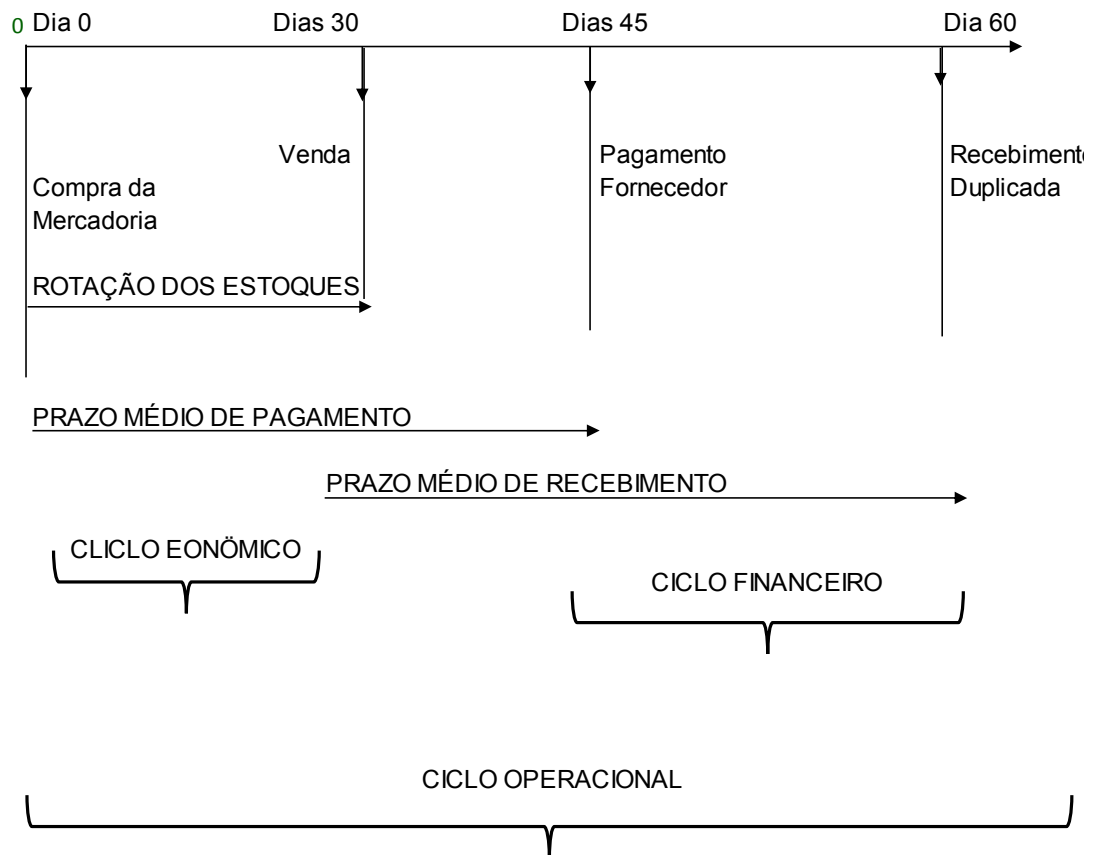 0 Dia 0 Dias 30 Dias 45 Dia 60
Venda
Compra da
Mercadoria
Pagamento
Fornecedor
Recebiment
Duplicada
ROTAÇÃO DOS ESTOQUES
PRAZO MÉDIO DE PAGAMENTO
PRAZO MÉDIO DE RECEBIMENTO
CLICLO EONÖMICO
CICLO FINANCEIRO
CICLO OPERACIONAL